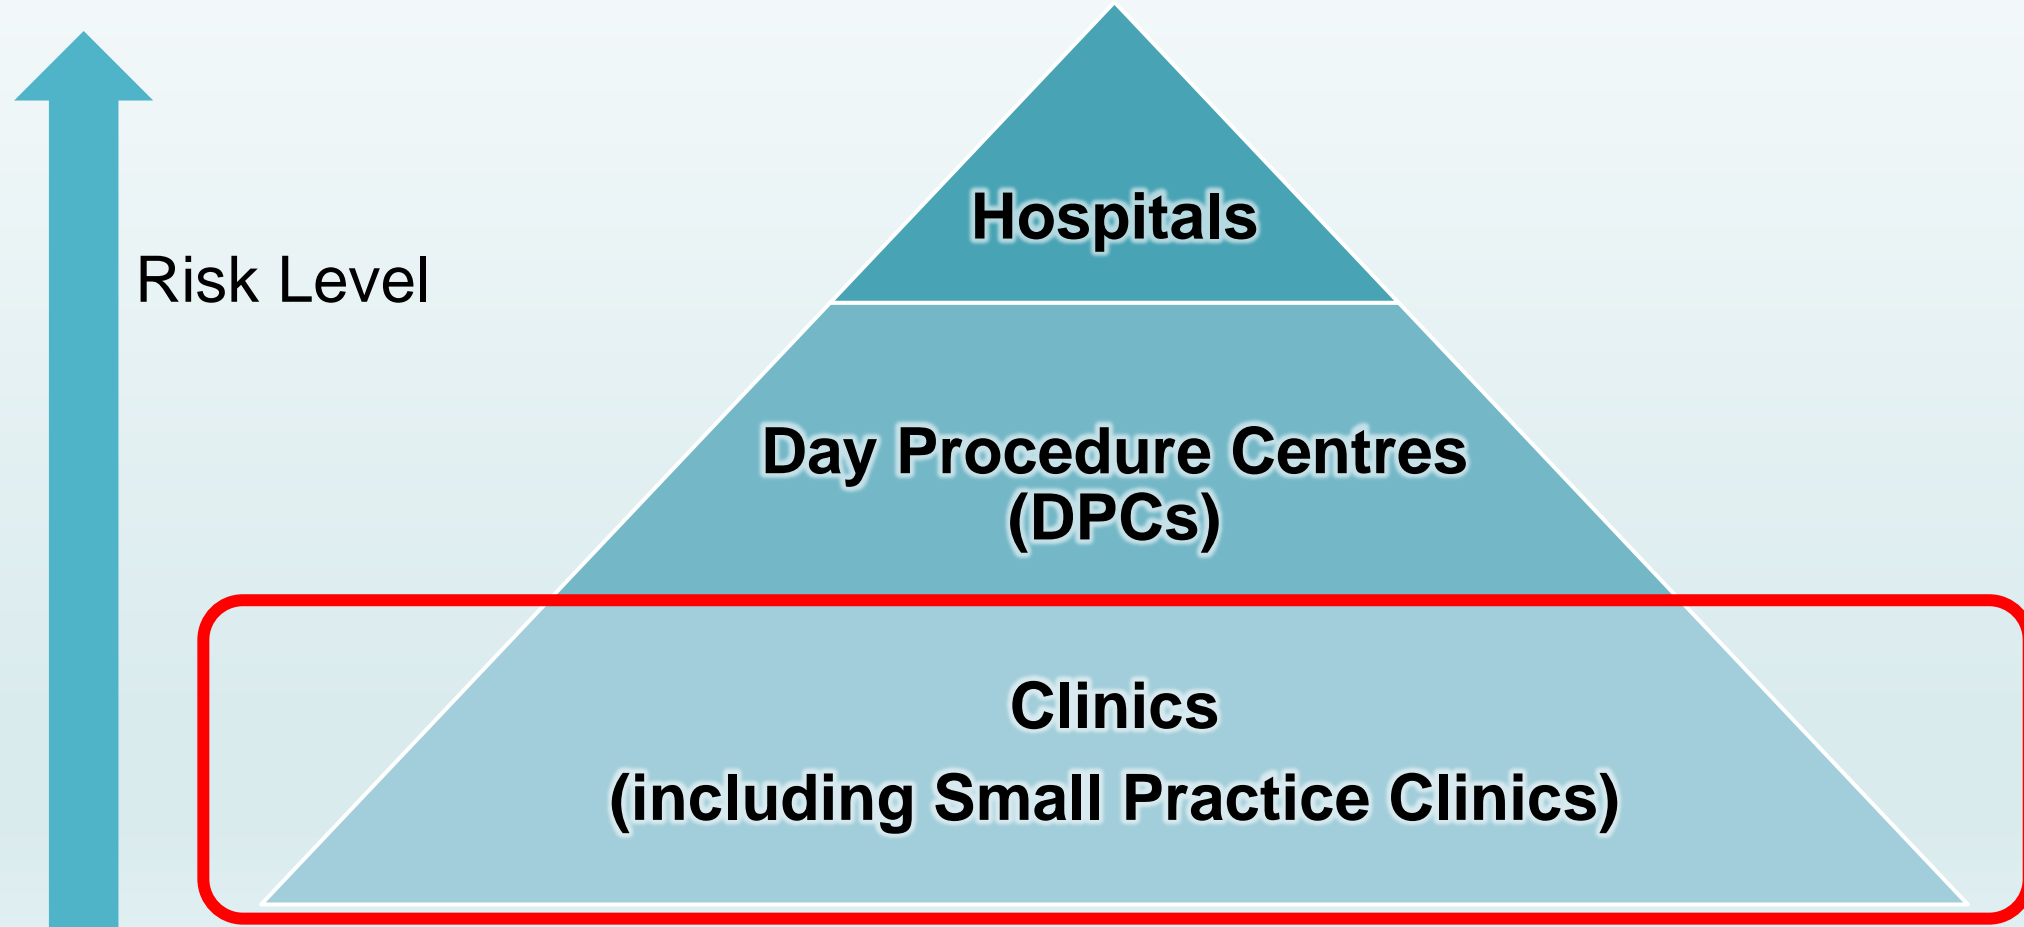 Hospitals
Risk Level
Day Procedure Centres
(DPCs)
Clinics
(including Small Practice Clinics)